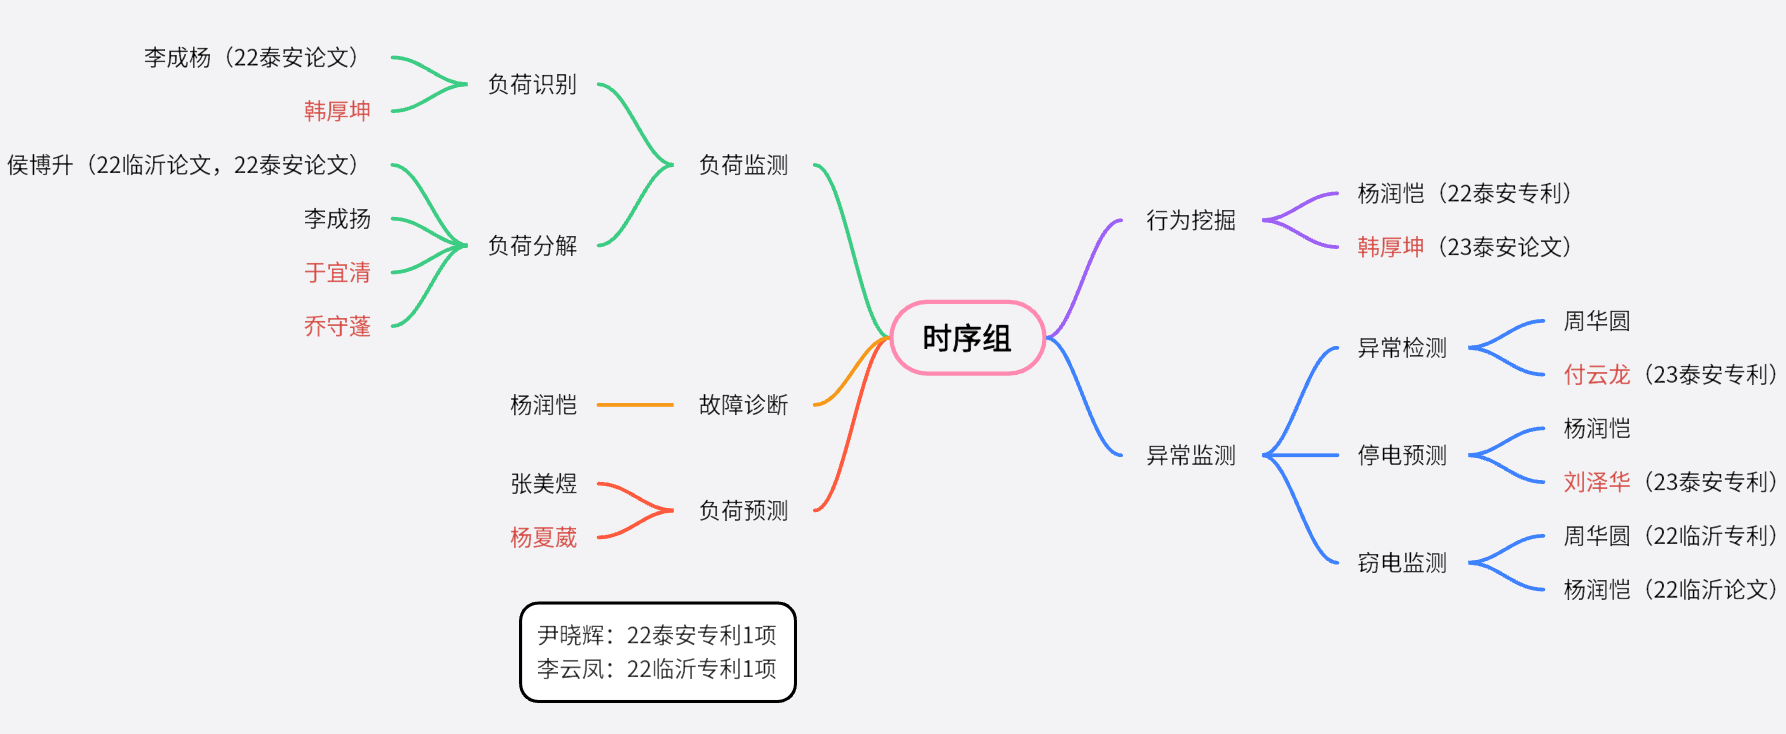 李成杨（22泰安论文）
韩厚坤
负荷识别
侯博升（22临沂论文，22泰安论文）
李成扬
于宜清
乔守蓬
负荷分解
负荷监测
杨润恺
故障诊断
张美煜
杨夏葳
负荷预测
时序组
行为挖掘
杨润恺（22泰安专利）
韩厚坤（23泰安论文）
异常监测
异常检测
周华圆
付云龙（23泰安专利）
停电预测
杨润恺
刘泽华（23泰安专利）
窃电监测
周华圆（22临沂专利）
杨润恺（22临沂论文）
尹晓辉：22泰安专利1项
李云凤：22临沂专利1项